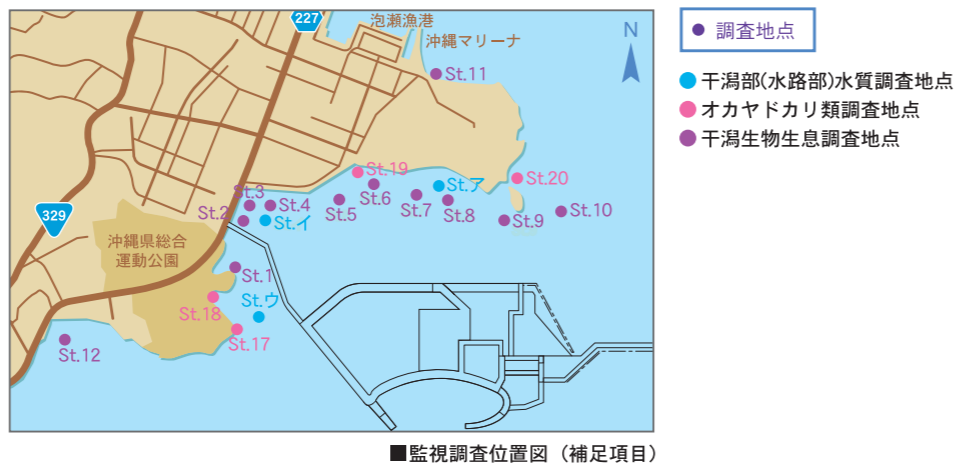 227
泡瀬漁港
沖縄マリーナ
N
St.11
St.19
St.6
St.ア
St.20
St.3
St.4
St.5
St.7
St.8
St.10
St.2
St.イ
St.9
329
沖縄県総合
運動公園
St.1
St.ウ
St.18
St.17
St.12
調査地点
干潟部(水路部)水質調査地点
オカヤドカリ類調査地点
干潟生物生息調査地点
■監視調査位置図（補足項目）